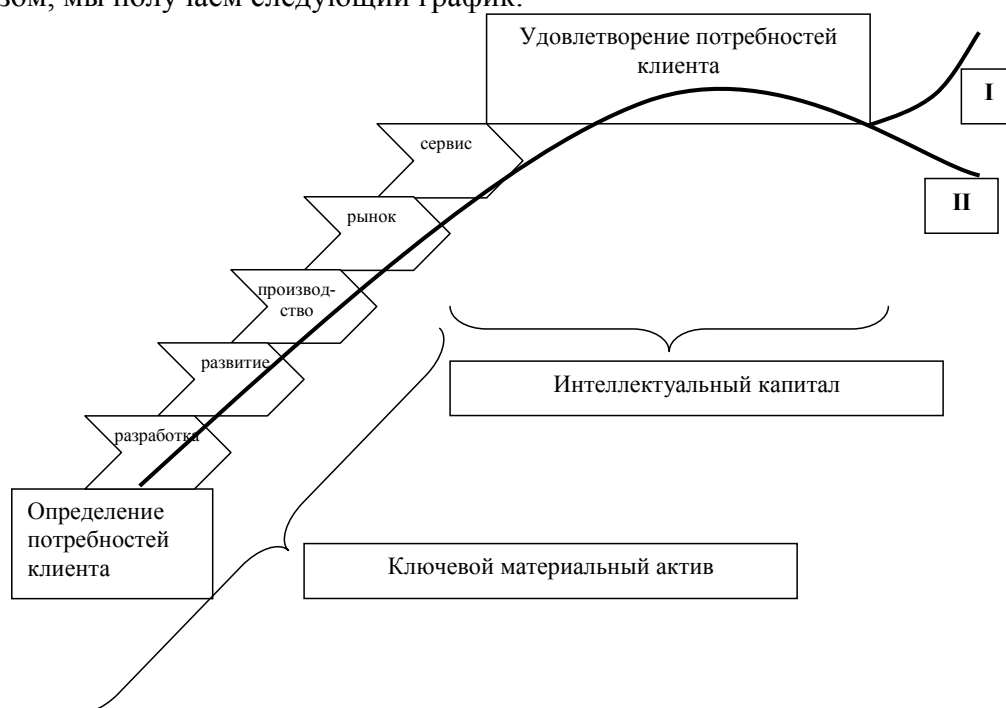 зом, мы получаем следующий график:
Удовлетворение потребностей
клиента
I
сервис
II
рынок
производ-
ство
Интеллектуальный капитал
развитие
разработка
Определение
потребностей
клиента
Ключевой материальный актив